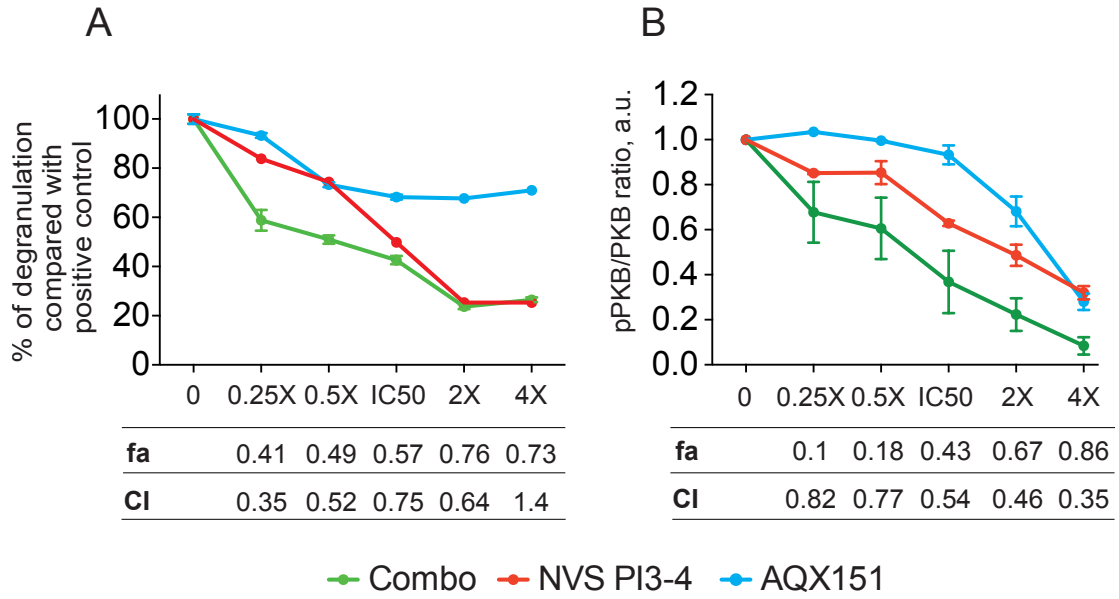 A
% of degranulation
compared with
positive control
100
80
60
40
20
0
0 0.25X 0.5X IC50 2X 4X
fa 0.41 0.49 0.57 0.76 0.73
CI 0.35 0.52 0.75 0.64 1.4
B
pPKB/PKB ratio, a.u.
1.2
1.0
0.8
0.6
0.4
0.2
0.0
0 0.25X 0.5X IC50 2X 4X
fa 0.1 0.18 0.43 0.67 0.86
CI 0.82 0.77 0.54 0.46 0.35
Combo NVS PI3-4 AQX151